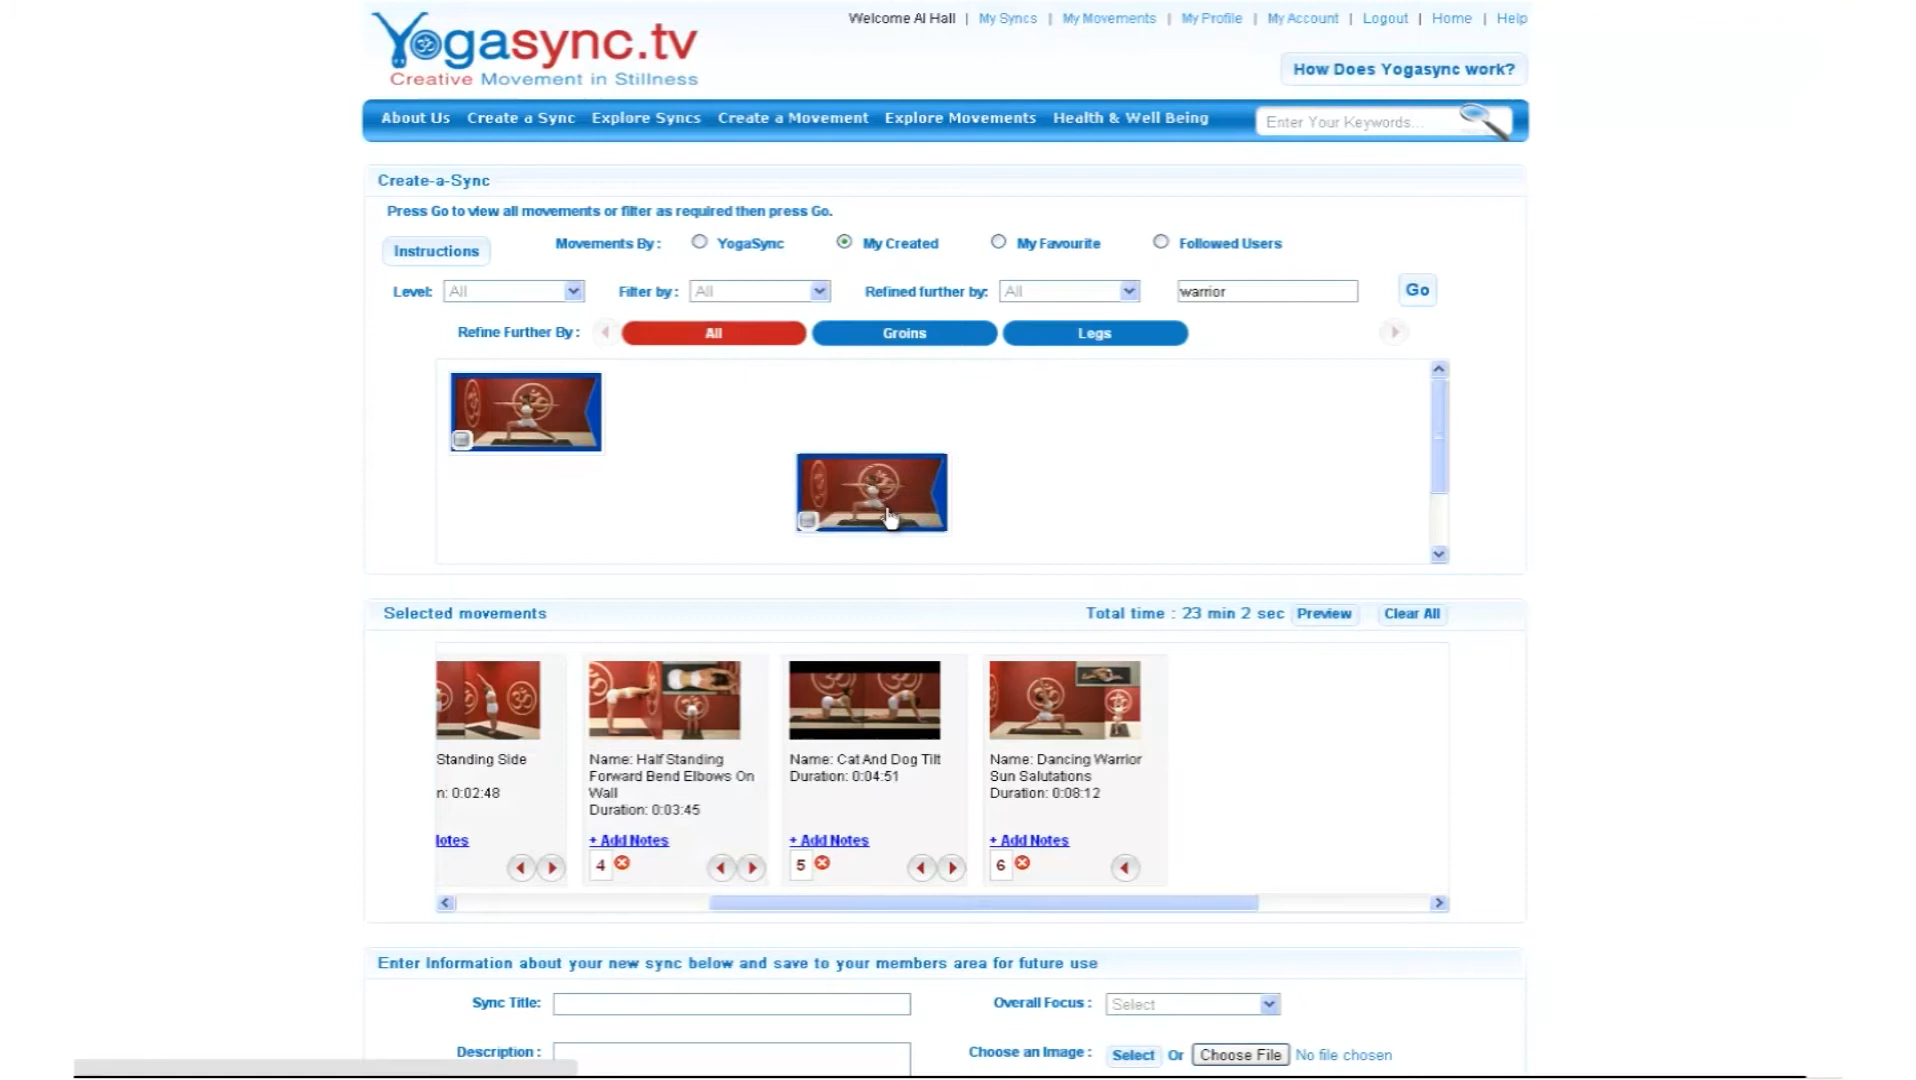 Yogasync.tv
Creative Movement in Stillness
Welcome Al Hall | My Syncs | My Movements | My Profile | My Account | Logout | Home | Help
How Does Yogasync work?
About Us Create a Sync Explore Syncs Create a Movement Explore Movements Health & Well Being
Enter Your Keywords...
Create-a-Sync
Press Go to view all movements or filter as required then press Go.
Instructions Movements By : YogaSync My Created My Favourite Followed Users
Level: All Filter by : All Refined further by: All warrior Go
Refine Further By : All Groins Legs
Selected movements Total time : 23 min 2 sec Preview Clear All
Standing Side
n: 0:02:48
lotes
Name: Half Standing
Forward Bend Elbows On
Wall
Duration: 0:03:45
+ Add Notes
4
Name: Cat And Dog Tilt
Duration: 0:04:51
+ Add Notes
5
Name: Dancing Warrior
Sun Salutations
Duration: 0:08:12
+ Add Notes
6
Enter Information about your new sync below and save to your members area for future use
Sync Title: Overall Focus : Select
Description : Choose an Image : Select Or Choose File No file chosen